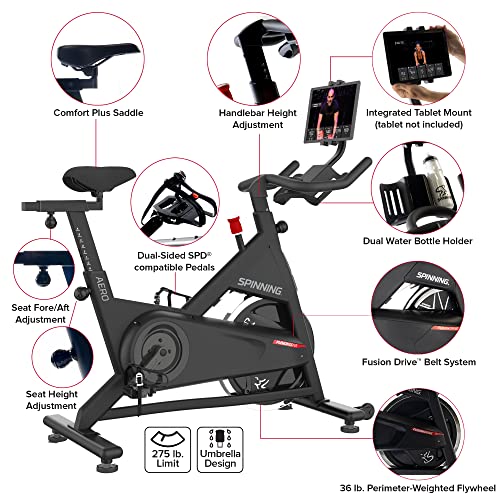 Comfort Plus Saddle
Handlebar Height
Adjustment
Integrated Tablet Mount
(tablet not included)
Dual-Sided SPD®
compatible Pedals
Dual Water Bottle Holder
AERO
SPINNING
SPINNING
Seat Fore/Aft
Adjustment
Fusion Drive™ Belt System
Seat Height
Adjustment
275 lb.
Limit
Umbrella
Design
36 lb. Perimeter-Weighted Flywheel